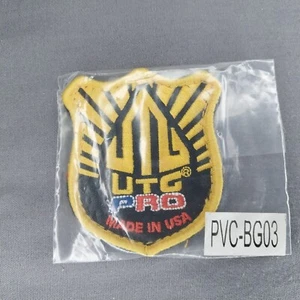 UTG®
PRO
MADE IN USA
PVC-BG03